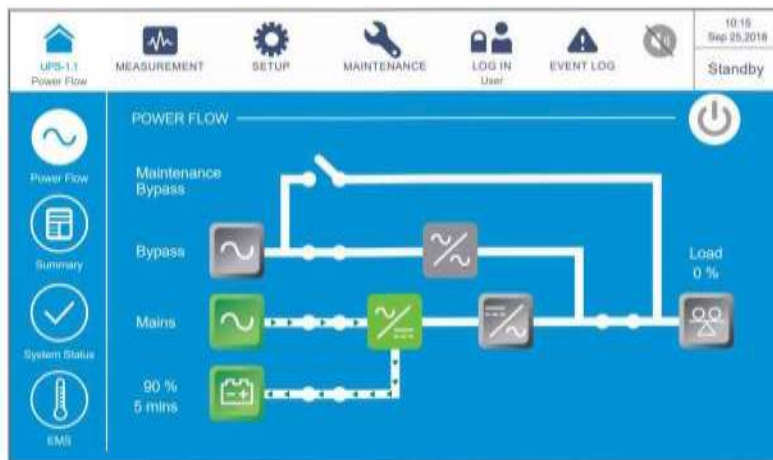 UPS-1.1
Power Flow
MEASUREMENT
SETUP
MAINTENANCE
LOG IN
User
EVENT LOG
10:15
Sep 25,2018
Standby
POWER FLOW
Power Flow
Summary
System Status
EMS
Maintenance
Bypass
Bypass
Mains
90 %
5 mins
Load
0 %